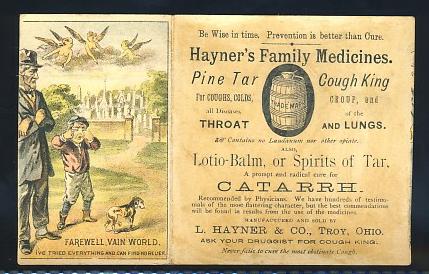 FAREWELL VAIN WORLD.
I'VE TRIED EVERYTHING AND CAN FIND NO RELIEF.
Be Wise in time. Prevention is better than Cure.
Hayner's Family Medicines.
Pine Tar Cough King
For COUGHS, COLDS, CROUP, and
all Diseases of the
TRADE MARK
THROAT AND LUNGS.
Contains no Laudanum nor other opiate.
ALSO,
Lotio-Balm, or Spirits of Tar,
A prompt and radical cure for
CATARRH.
Recommended by Physicians. We have hundreds of testimo-
nials of the most flattering character, but the best commendations
will be found in results from the use of the medicines.
MANUFACTURED AND SOLD BY
L. HAYNER & CO., TROY, OHIO.
ASK YOUR DRUGGIST FOR COUGH KING.
Never fails to cure the most obstinate Cough.